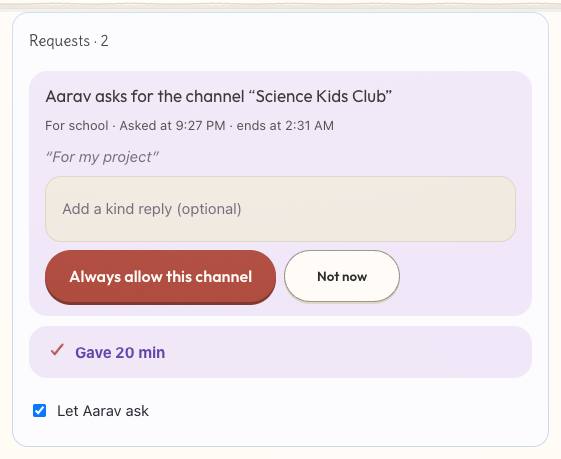 Requests · 2
Aarav asks for the channel “Science Kids Club”
For school · Asked at 9:27 PM · ends at 2:31 AM
“For my project”
Add a kind reply (optional)
Always allow this channel
Not now
Gave 20 min
Let Aarav ask